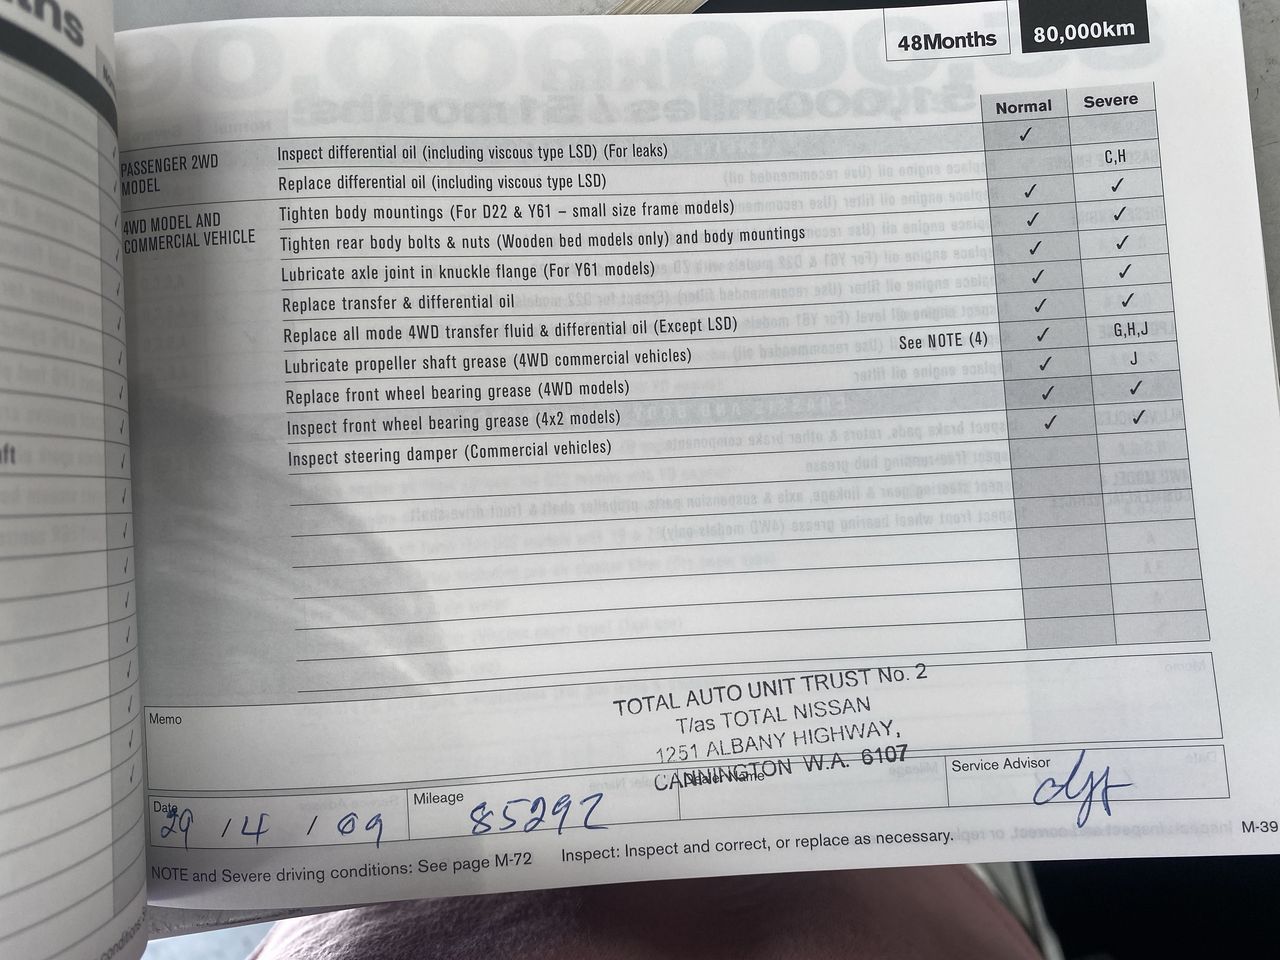 48Months 80,000km
Normal Severe
PASSENGER 2WD
MODEL
Inspect differential oil (including viscous type LSD) (For leaks) ✓
Replace differential oil (including viscous type LSD) C,H
4WD MODEL AND
COMMERCIAL VEHICLE
Tighten body mountings (For D22 & Y61 – small size frame models) ✓ ✓
Tighten rear body bolts & nuts (Wooden bed models only) and body mountings ✓ ✓
Lubricate axle joint in knuckle flange (For Y61 models) ✓ ✓
Replace transfer & differential oil ✓ ✓
Replace all mode 4WD transfer fluid & differential oil (Except LSD) ✓ ✓
Lubricate propeller shaft grease (4WD commercial vehicles) See NOTE (4) ✓ G,H,J
Replace front wheel bearing grease (4WD models) ✓ J
Inspect front wheel bearing grease (4x2 models) ✓ ✓
Inspect steering damper (Commercial vehicles) ✓ ✓
Memo
TOTAL AUTO UNIT TRUST No. 2
T/as TOTAL NISSAN
1251 ALBANY HIGHWAY,
CANNINGTON W.A. 6107
Date 29 / 4 / 09
Mileage 85292
Dealer Name
Service Advisor
NOTE and Severe driving conditions: See page M-72 Inspect: Inspect and correct, or replace as necessary.
M-39